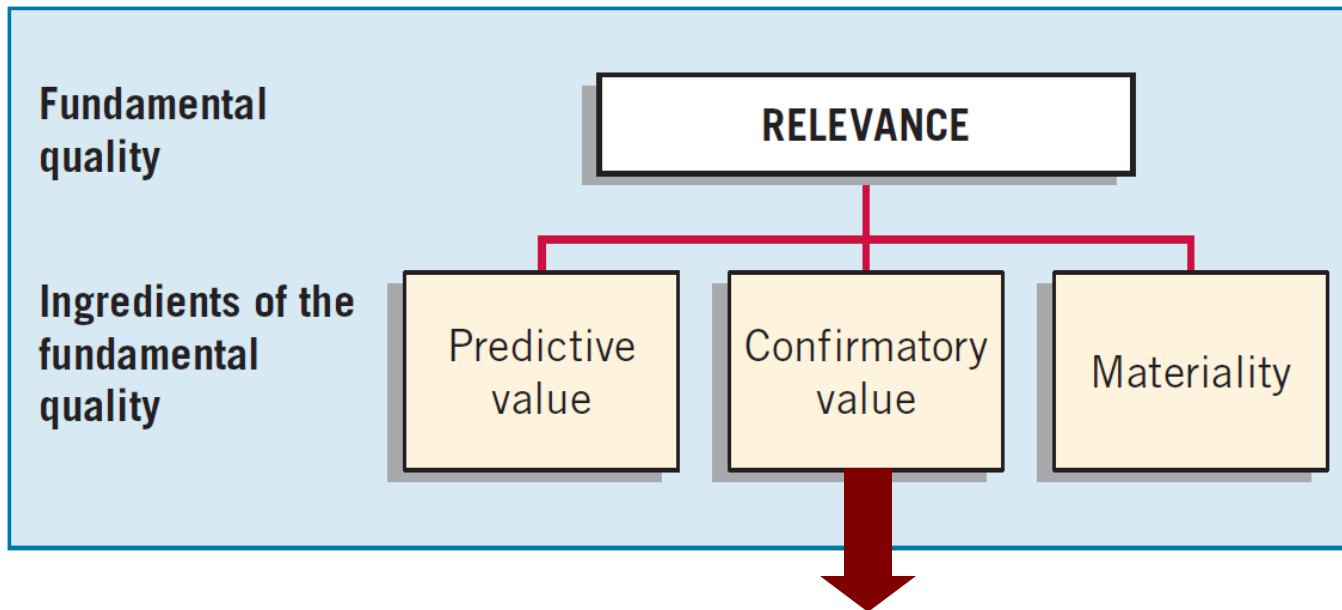 Fundamental
quality
RELEVANCE
Ingredients of the
fundamental
quality
Predictive
value
Confirmatory
value
Materiality